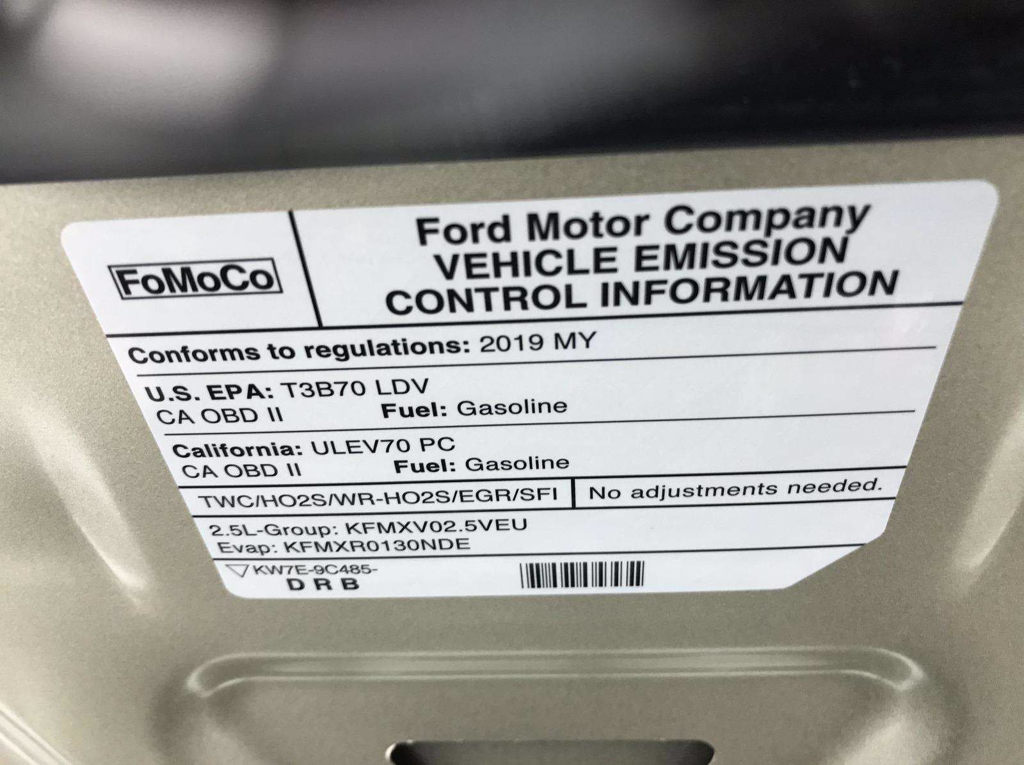 FoMoCo
Ford Motor Company
VEHICLE EMISSION
CONTROL INFORMATION
Conforms to regulations: 2019 MY
U.S. EPA: T3B70 LDV
CA OBD II Fuel: Gasoline
California: ULEV70 PC
CA OBD II Fuel: Gasoline
TWC/HO2S/WR-HO2S/EGR/SFI No adjustments needed.
2.5L-Group: KFMXV02.5VEU
Evap: KFMXR0130NDE
KW7E-9C485-
D R B